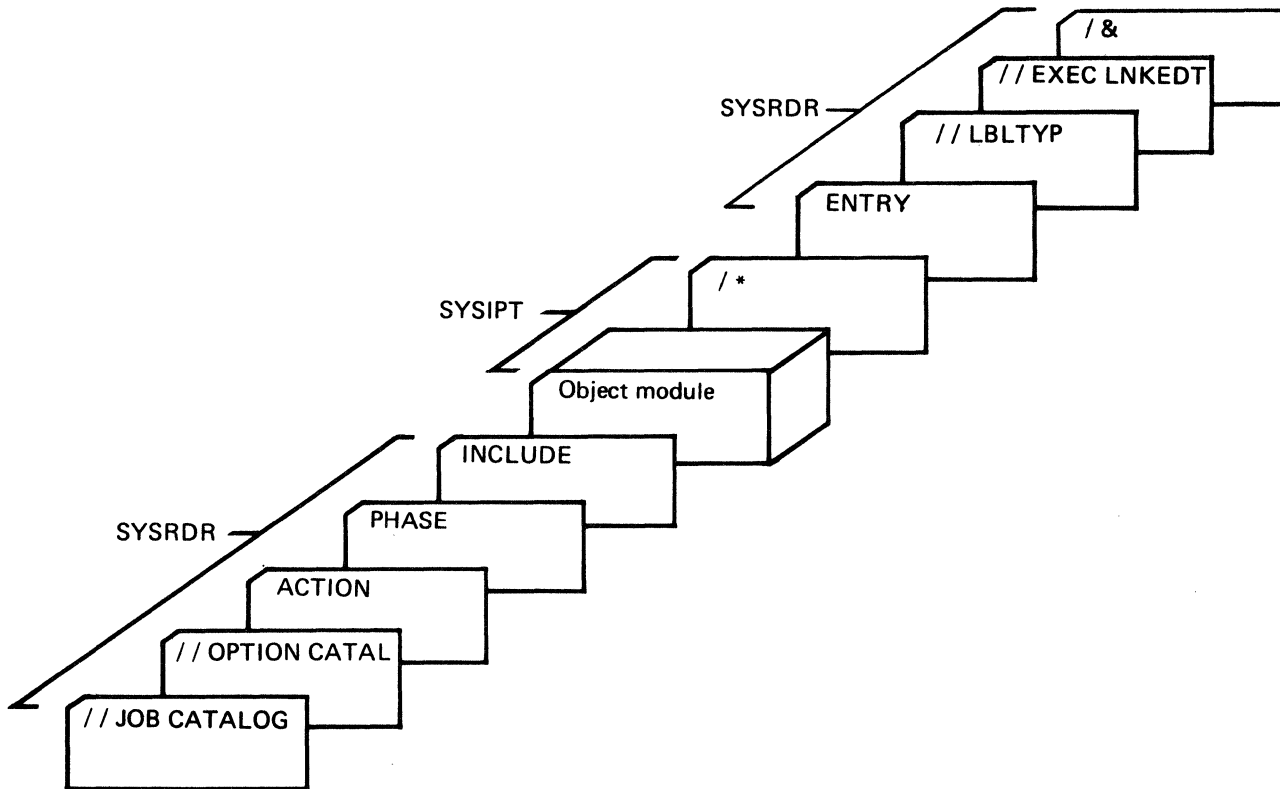 / &
// EXEC LNKEDT
SYSRDR
// LBLTYP
ENTRY
/ *
SYSIPT
Object module
INCLUDE
PHASE
SYSRDR
ACTION
// OPTION CATAL
// JOB CATALOG